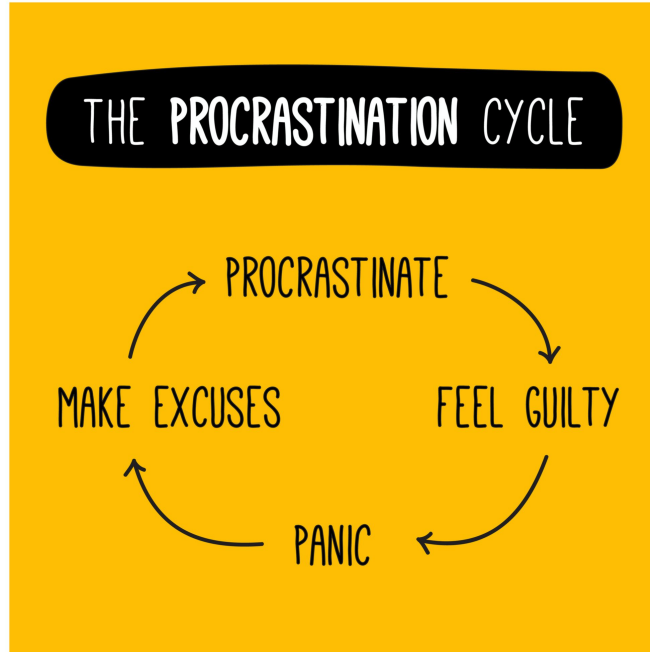 THE PROCRASTINATION CYCLE
PROCRASTINATE
MAKE EXCUSES
FEEL GUILTY
PANIC